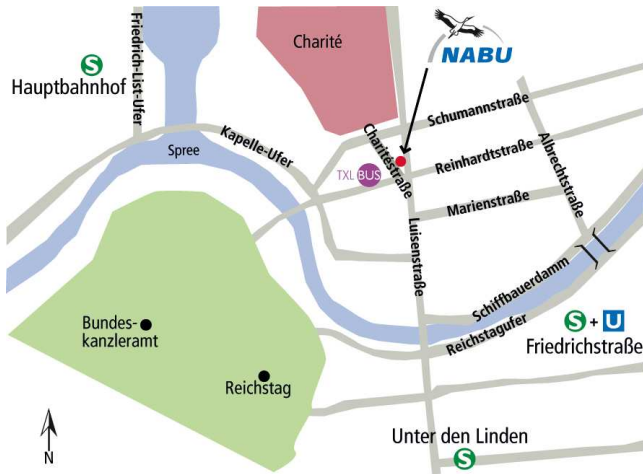 Friedrich-List-Ufer
Charité
NABU
S
Hauptbahnhof
Schumannstraße
Kapelle-Ufer
Charitéstraße
Albrechtstraße
Spree
Reinhardtstraße
TXL BUS
Marienstraße
Luisenstraße
Schiffbauerdamm
Reichstagufer
S + U
Friedrichstraße
Bundes-
kanzleramt
Reichstag
Unter den Linden
S
N